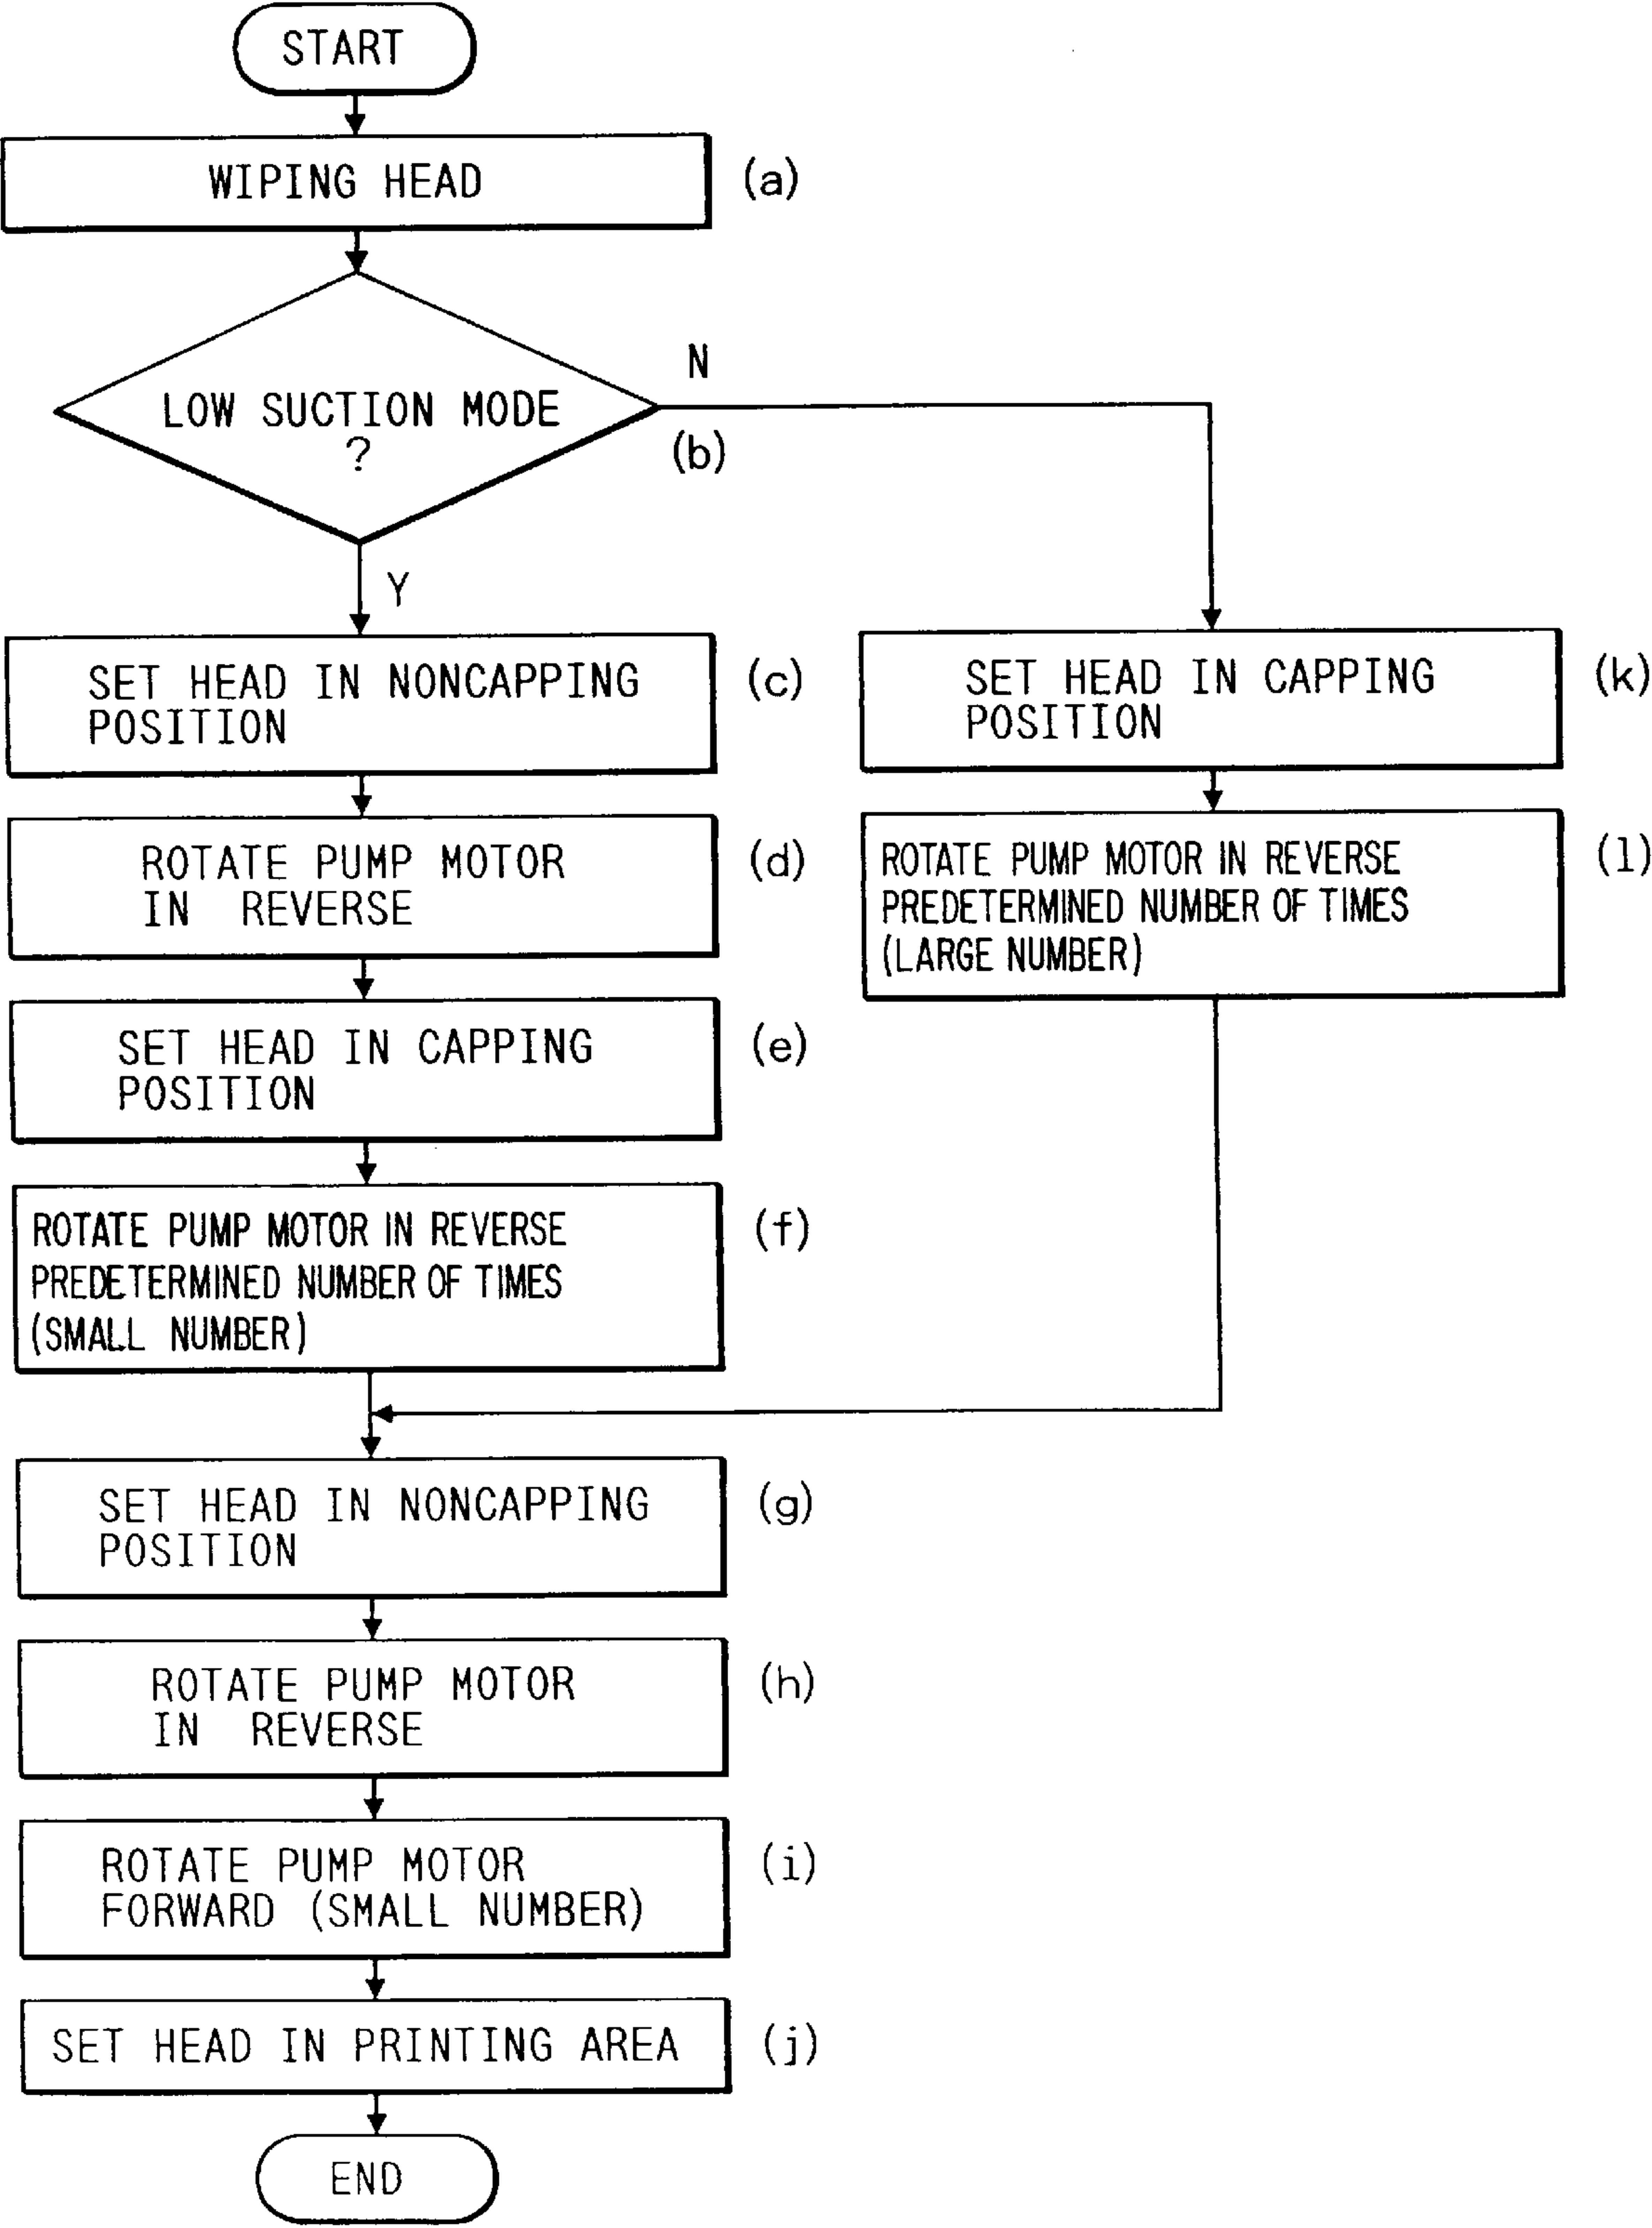 START
WIPING HEAD
(a)
LOW SUCTION MODE
?
N
(b)
Y
SET HEAD IN NONCAPPING
POSITION
(c)
ROTATE PUMP MOTOR
IN REVERSE
(d)
SET HEAD IN CAPPING
POSITION
(e)
ROTATE PUMP MOTOR IN REVERSE
PREDETERMINED NUMBER OF TIMES
(SMALL NUMBER)
(f)
SET HEAD IN CAPPING
POSITION
(k)
ROTATE PUMP MOTOR IN REVERSE
PREDETERMINED NUMBER OF TIMES
(LARGE NUMBER)
(l)
SET HEAD IN NONCAPPING
POSITION
(g)
ROTATE PUMP MOTOR
IN REVERSE
(h)
ROTATE PUMP MOTOR
FORWARD (SMALL NUMBER)
(i)
SET HEAD IN PRINTING AREA
(j)
END